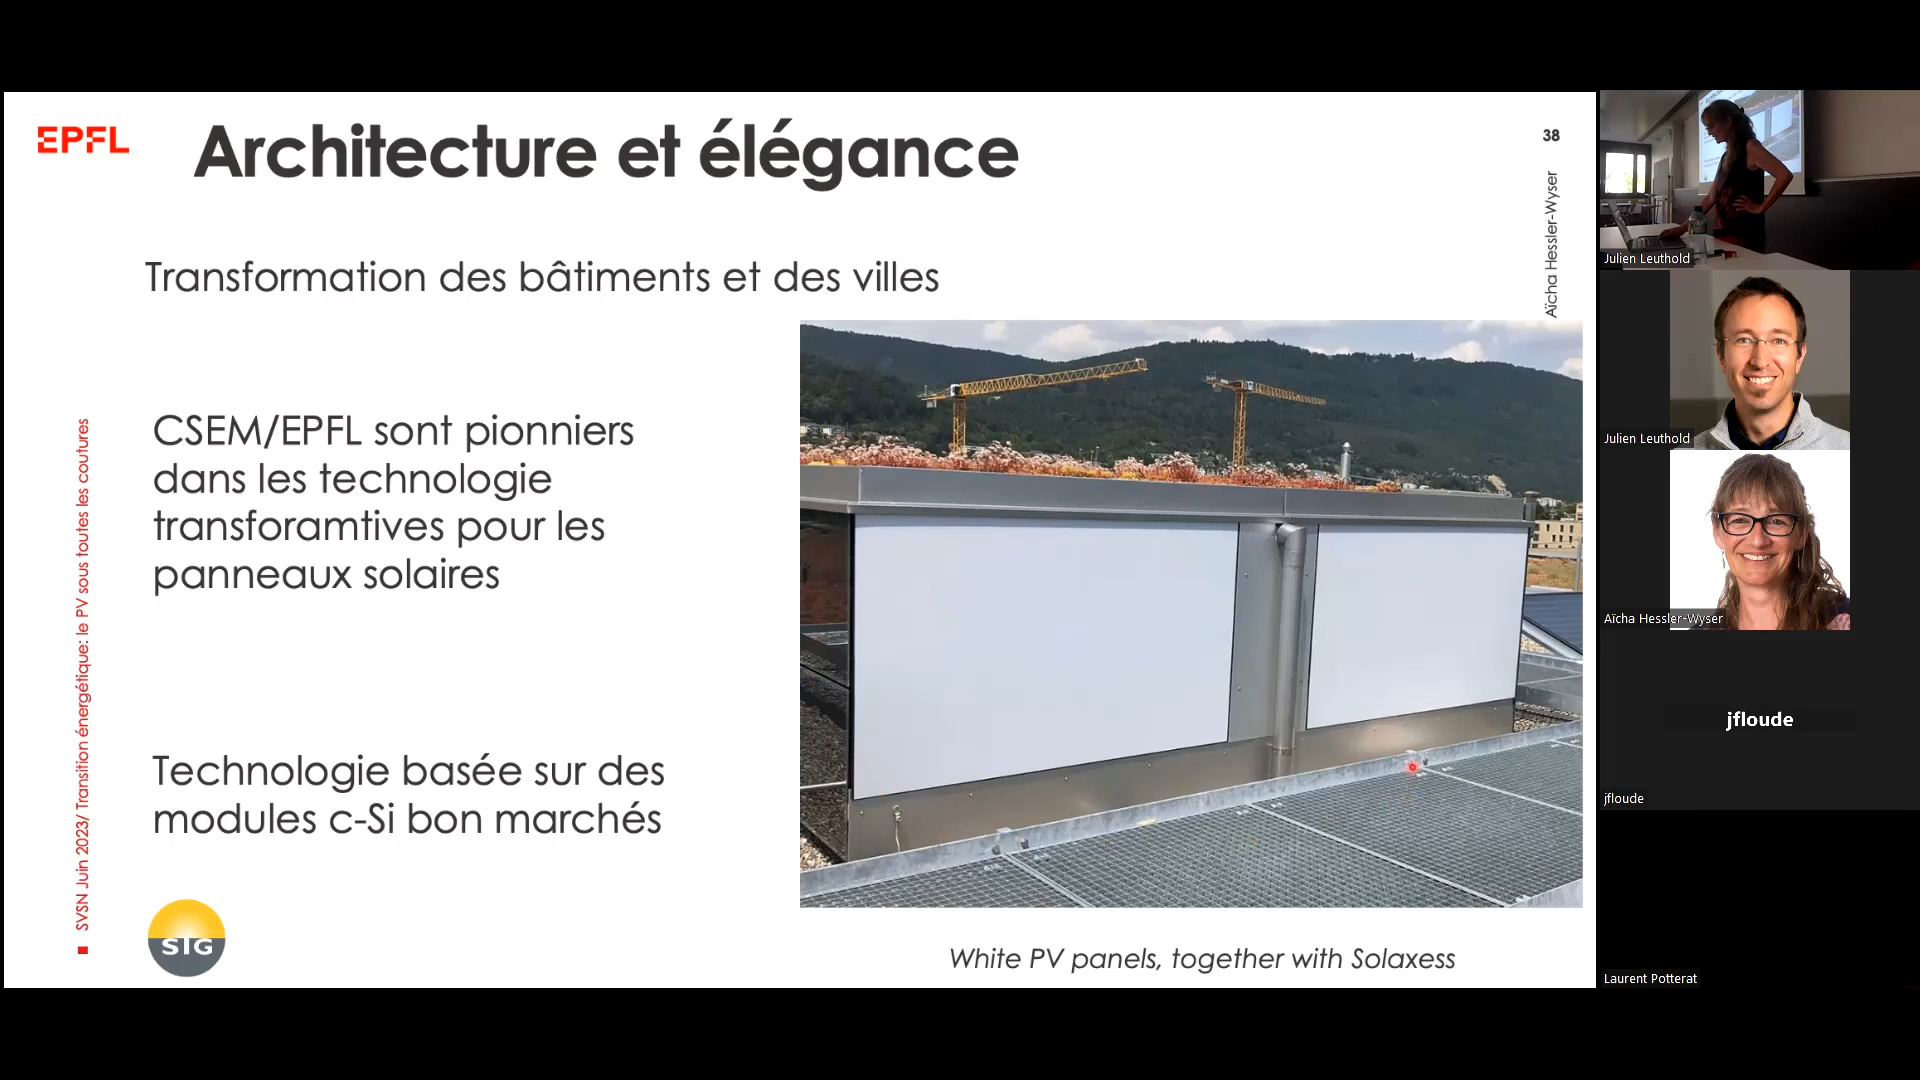 EPFL
Architecture et élégance
38
Aïcha Hessler-Wyser
Transformation des bâtiments et des villes
CSEM/EPFL sont pionniers
dans les technologie
transforamtives pour les
panneaux solaires
Technologie basée sur des
modules c-Si bon marchés
SVSN Juin 2023/ Transition énergétique: le PV sous toutes les coutures
SIG
White PV panels, together with Solaxess
Julien Leuthold
Julien Leuthold
Aïcha Hessler-Wyser
jfloude
jfloude
Laurent Potterat